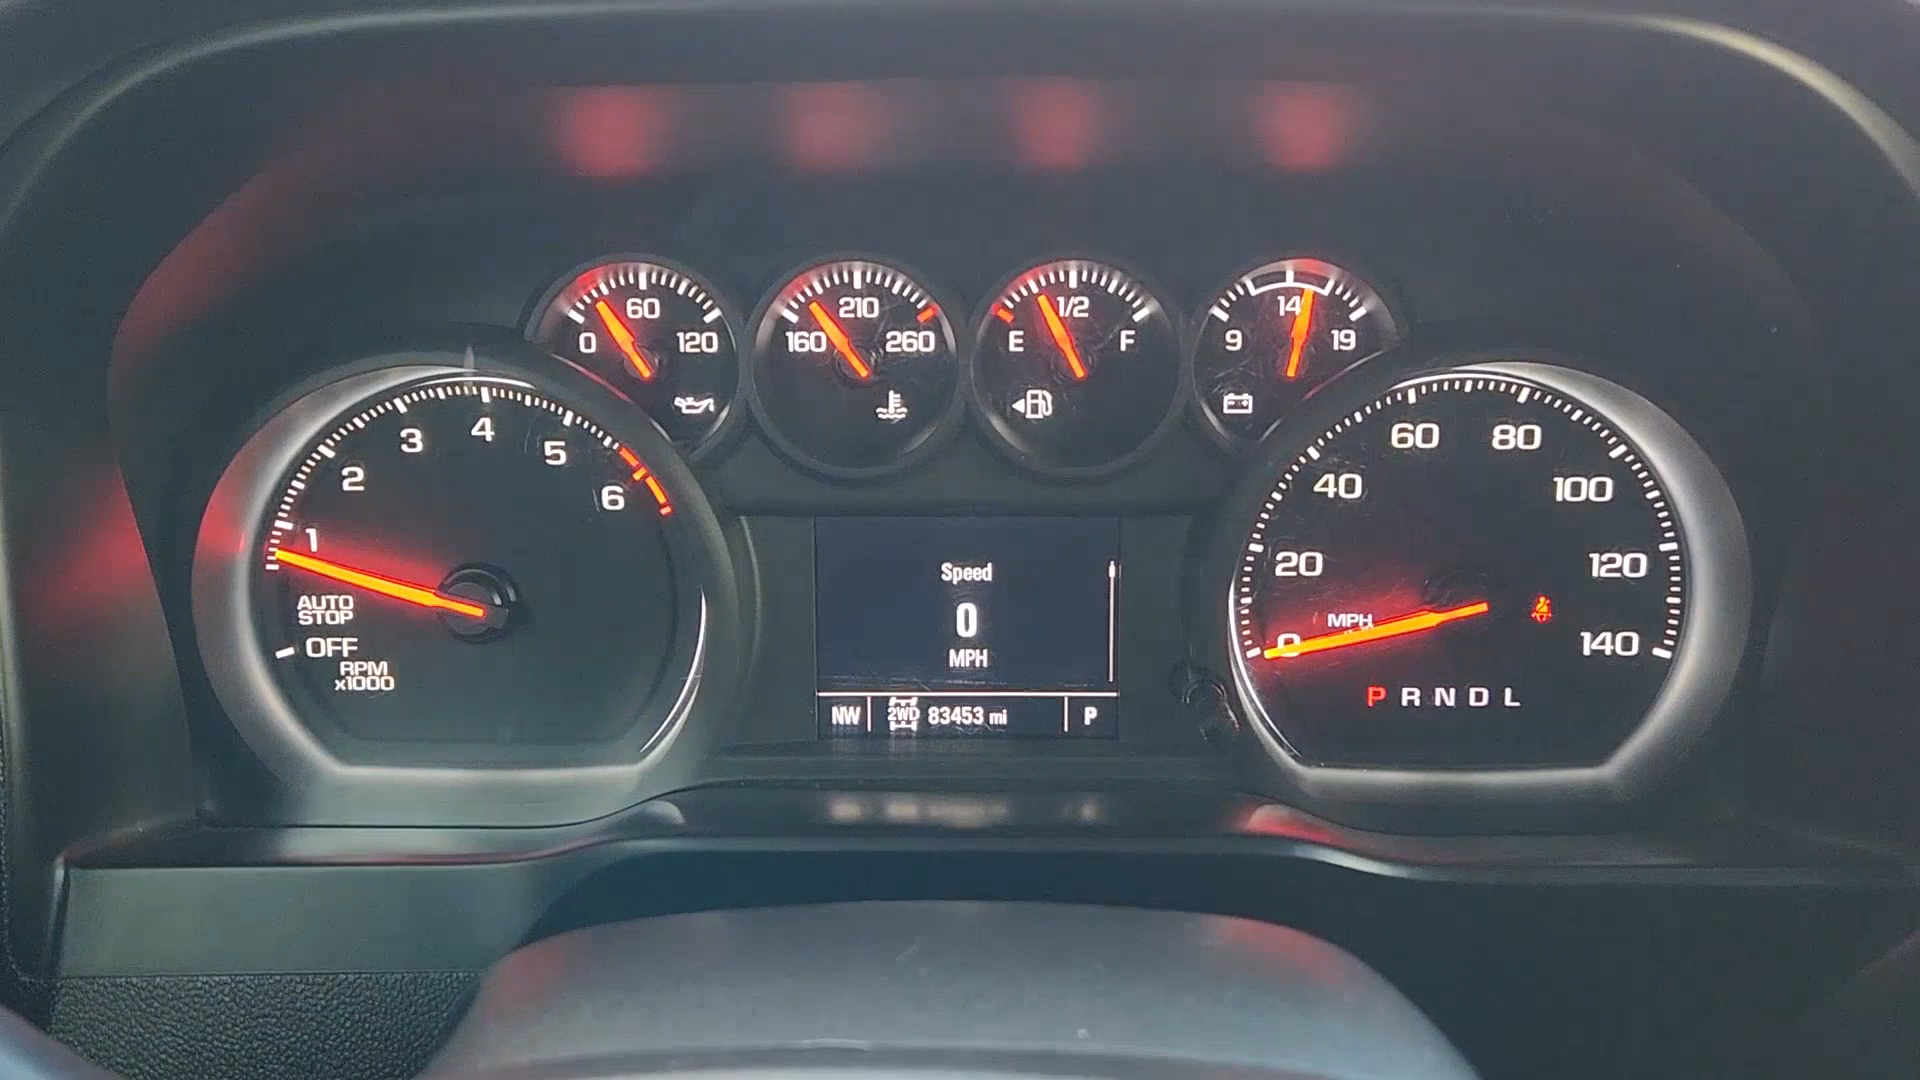 60
0 120
210
160 260
1/2
E F
14
9 19
1 2 3 4 5 6
AUTO
STOP
OFF
RPM
x1000
Speed
0
MPH
NW 2WD 83453 mi P
0 20 40 60 80 100 120 140
MPH
P R N D L